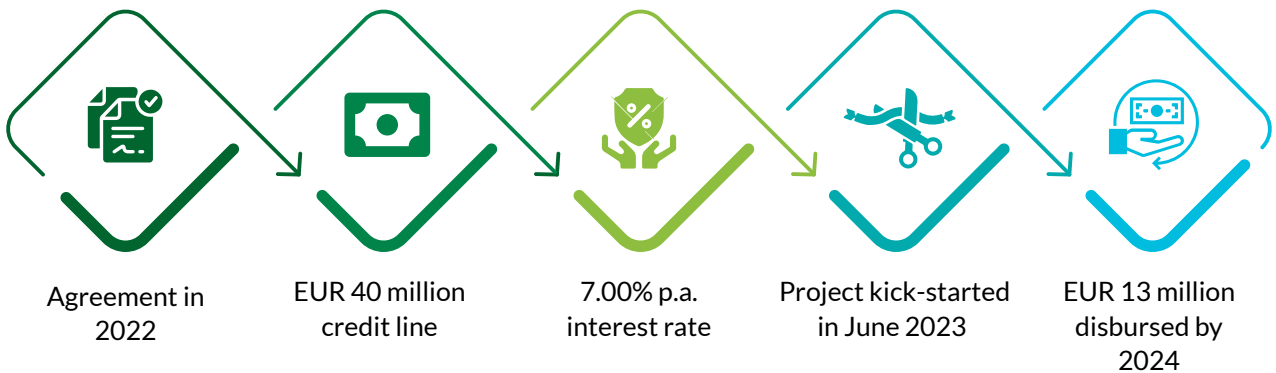 Agreement in
2022
EUR 40 million
credit line
7.00% p.a.
interest rate
Project kick-started
in June 2023
EUR 13 million
disbursed by
2024